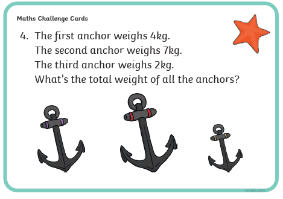 Maths Challenge Cards
4. The first anchor weighs 4kg.
The second anchor weighs 7kg.
The third anchor weighs 2kg.
What's the total weight of all the anchors?